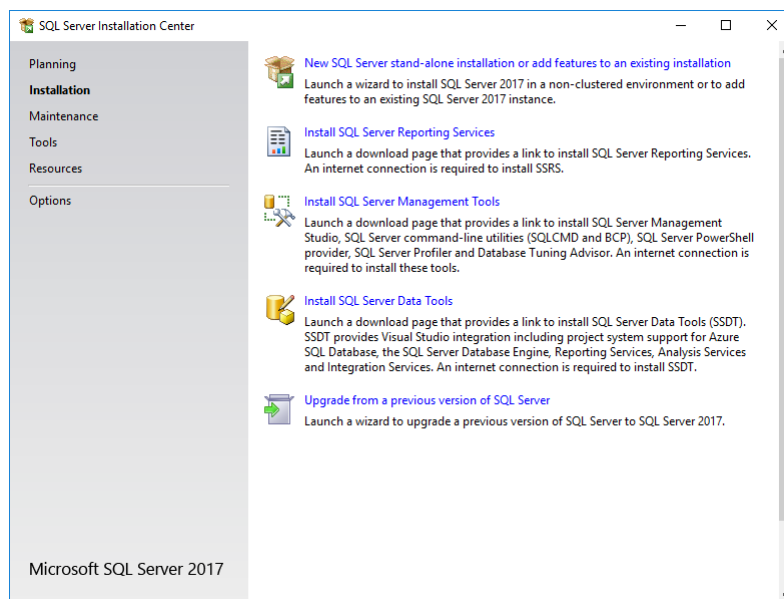 SQL Server Installation Center
Planning
Installation
Maintenance
Tools
Resources
Options
Microsoft SQL Server 2017
New SQL Server stand-alone installation or add features to an existing installation
Launch a wizard to install SQL Server 2017 in a non-clustered environment or to add
features to an existing SQL Server 2017 instance.
Install SQL Server Reporting Services
Launch a download page that provides a link to install SQL Server Reporting Services.
An internet connection is required to install SSRS.
Install SQL Server Management Tools
Launch a download page that provides a link to install SQL Server Management
Studio, SQL Server command-line utilities (SQLCMD and BCP), SQL Server PowerShell
provider, SQL Server Profiler and Database Tuning Advisor. An internet connection is
required to install these tools.
Install SQL Server Data Tools
Launch a download page that provides a link to install SQL Server Data Tools (SSDT).
SSDT provides Visual Studio integration including project system support for Azure
SQL Database, the SQL Server Database Engine, Reporting Services, Analysis Services
and Integration Services. An internet connection is required to install SSDT.
Upgrade from a previous version of SQL Server
Launch a wizard to upgrade a previous version of SQL Server to SQL Server 2017.